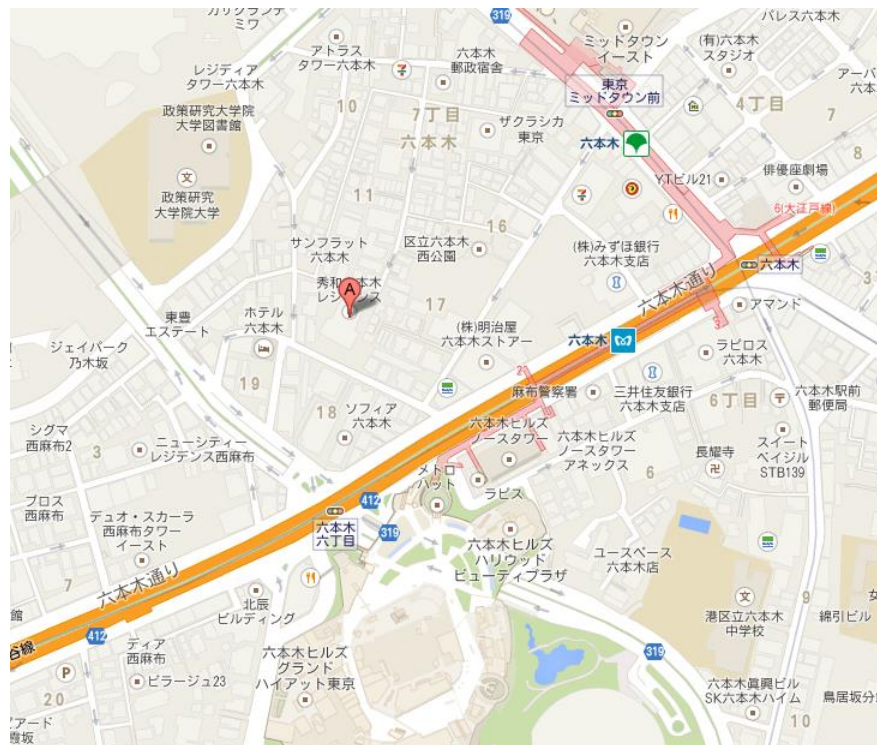 カサグランデ
ミワ
319
アトラス
タワー六本木
六本木
郵政宿舎
ミッドタウン
イースト
パレス六本木
(有)六本木
スタジオ
レジディア
タワー六本木
10
7丁目
六本木
東京
ミッドタウン前
アーバ
4丁目
7
政策研究大学院
大学図書館
ザクラシカ
東京
六本木
俳優座劇場
8
文
政策研究
大学院大学
11
YTビル21
6(大江戸線)
16
サンフラット
六本木
区立六本木
西公園
(株)みずほ銀行
六本木支店
六本木
秀和六本木
レジデンス
A
17
六本木通り
アマンド
3
東豊
エステート
ホテル
六本木
(株)明治屋
六本木ストアー
六本木
ラピロス
六本木
ジェイパーク
乃木坂
19
2
麻布警察署
三井住友銀行
六本木支店
6丁目
六本木駅前
郵便局
18
ソフィア
六本木
シグマ
西麻布2
3
ニューシティー
レジデンス西麻布
六本木ヒルズ
ノースタワー
六本木ヒルズ
ノースタワー
アネックス
長耀寺
スイート
ベイジル
STB139
メトロ
ハット
ラピス
6
プロス
西麻布
デュオ・スカーラ
西麻布タワー
イースト
412
六本木
六丁目
319
六本木ヒルズ
ハリウッド
ビューティプラザ
ユースペース
六本木店
7
六本木通り
北辰
ビルディング
文
港区立六本木
中学校
9
綿引ビル
館
女
谷線
412
ディア
西麻布
六本木ヒルズ
グランド
ハイアット東京
319
P
ビラージュ23
20
ピアード
霞坂
六本木眞興ビル
SK六本木ハイム
鳥居坂分
10